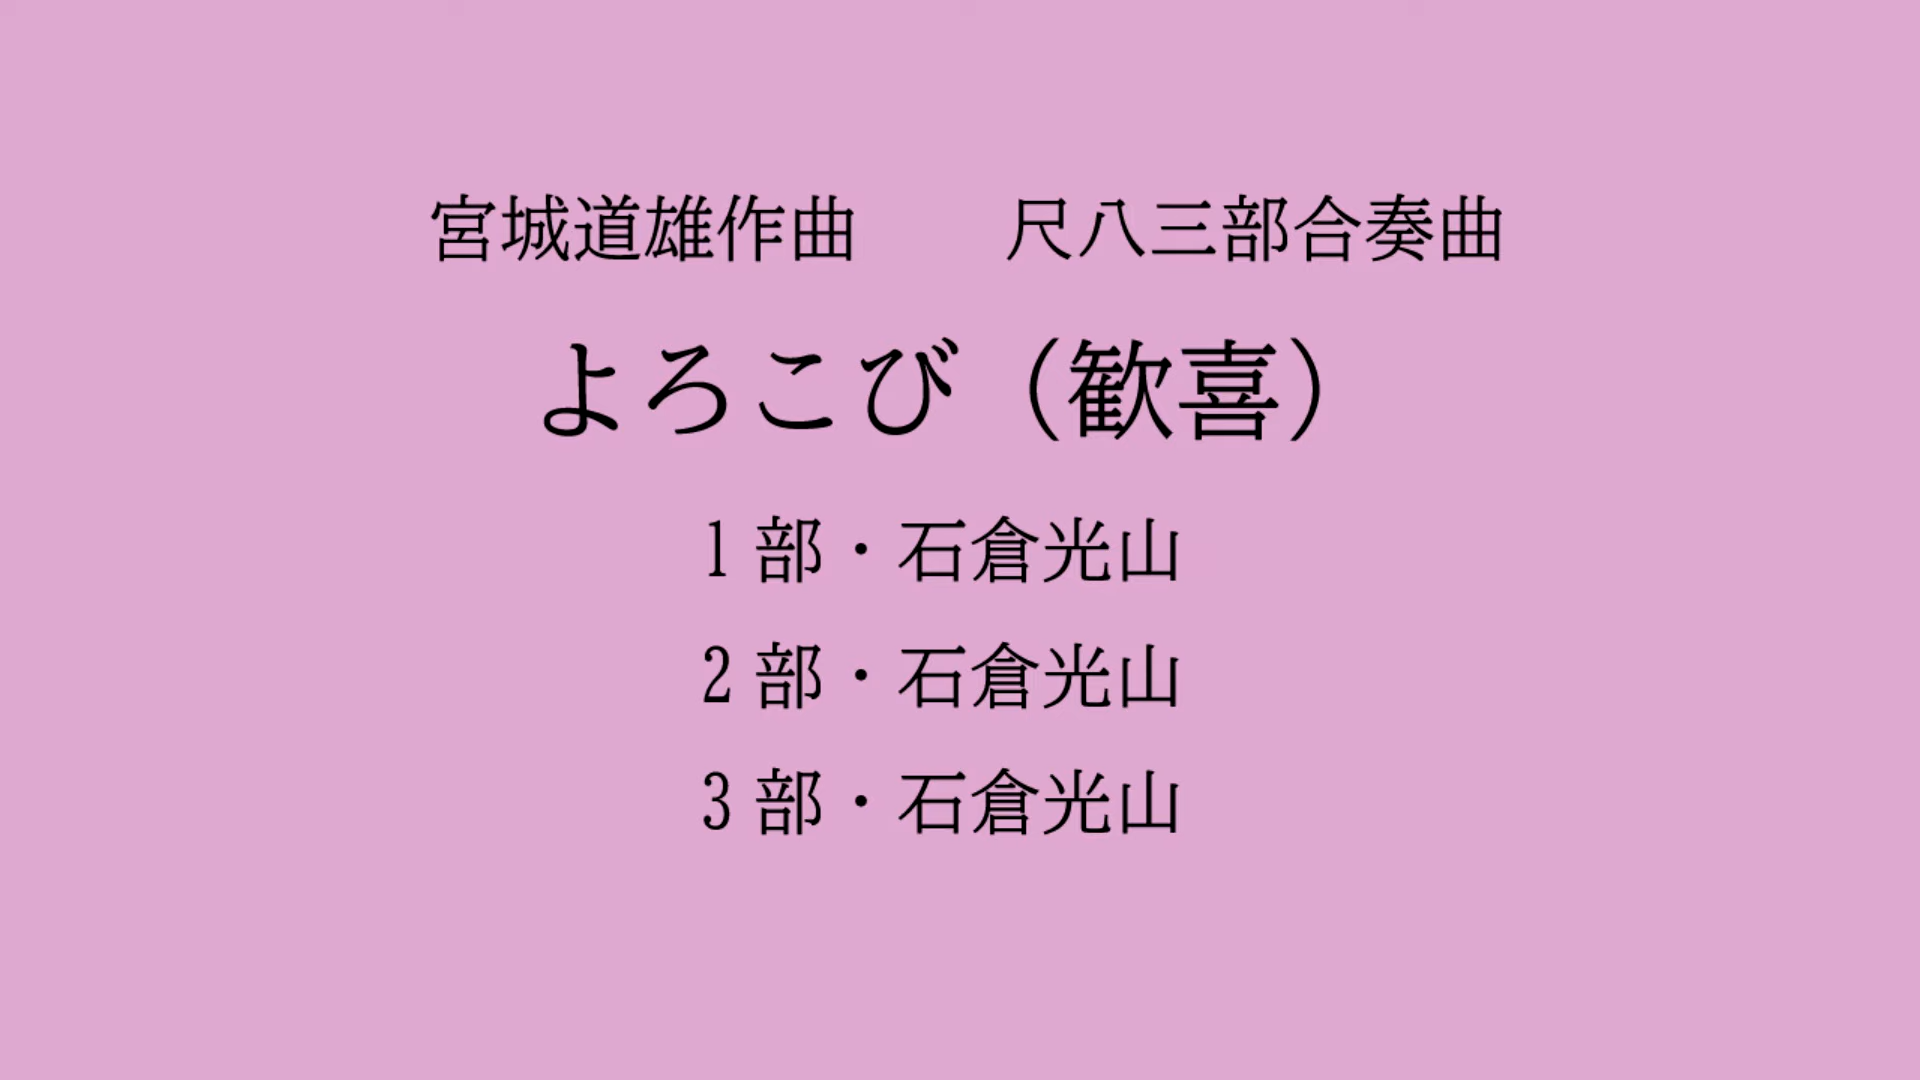 宮城道雄作曲　　尺八三部合奏曲
よろこび（歓喜）
1部・石倉光山
2部・石倉光山
3部・石倉光山